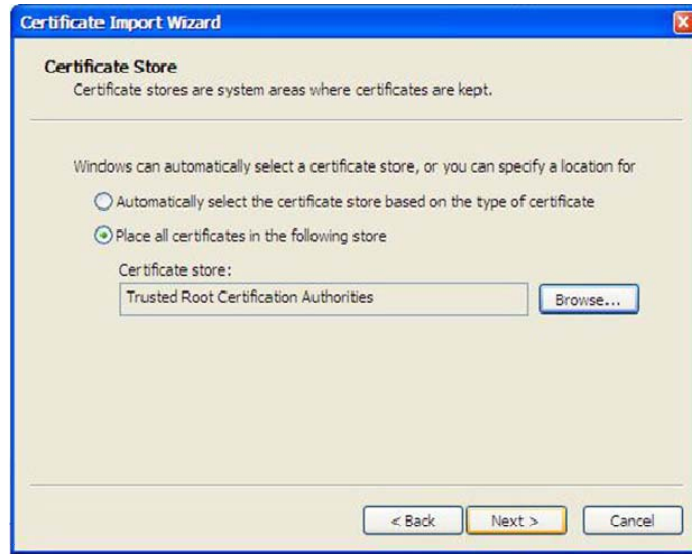 Certificate Import Wizard
Certificate Store
Certificate stores are system areas where certificates are kept.
Windows can automatically select a certificate store, or you can specify a location for
Automatically select the certificate store based on the type of certificate
Place all certificates in the following store
Certificate store:
Trusted Root Certification Authorities
Browse...
< Back
Next >
Cancel